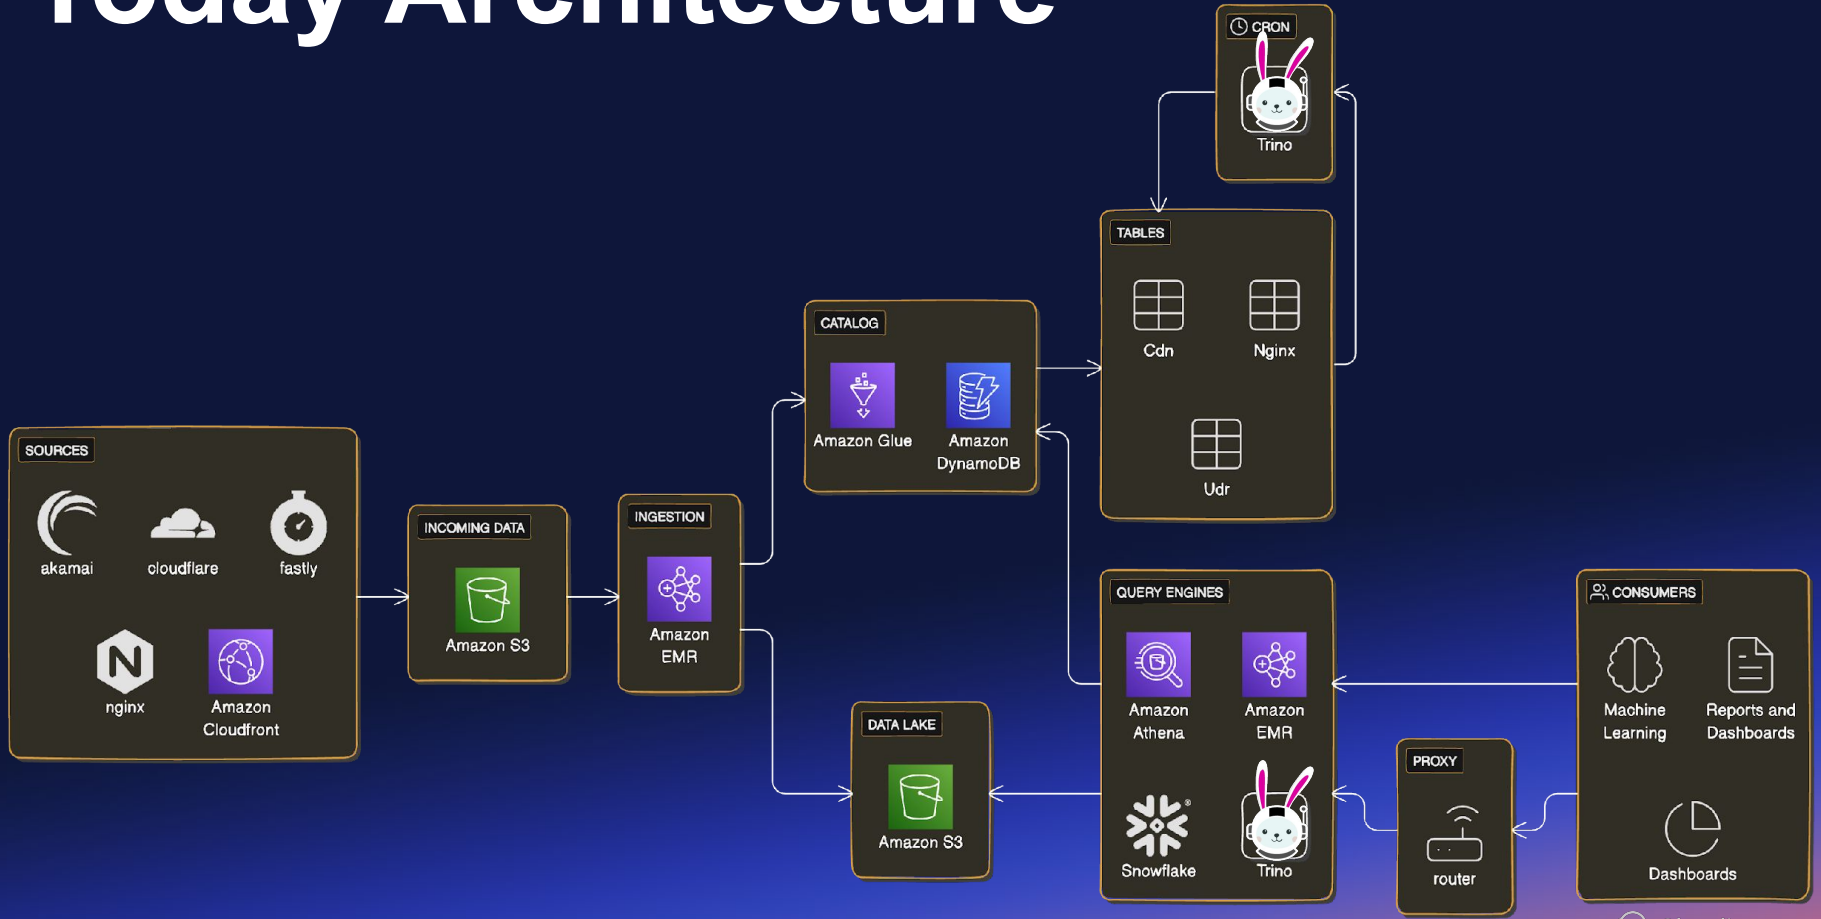 Today Architecture
CRON
Trino
TABLES
Cdn
Nginx
Udr
CATALOG
Amazon Glue
Amazon
DynamoDB
SOURCES
akamai
cloudflare
fastly
nginx
Amazon
Cloudfront
INCOMING DATA
Amazon S3
INGESTION
Amazon
EMR
DATA LAKE
Amazon S3
QUERY ENGINES
Amazon
Athena
Amazon
EMR
Snowflake
Trino
PROXY
router
CONSUMERS
Machine
Learning
Reports and
Dashboards
Dashboards